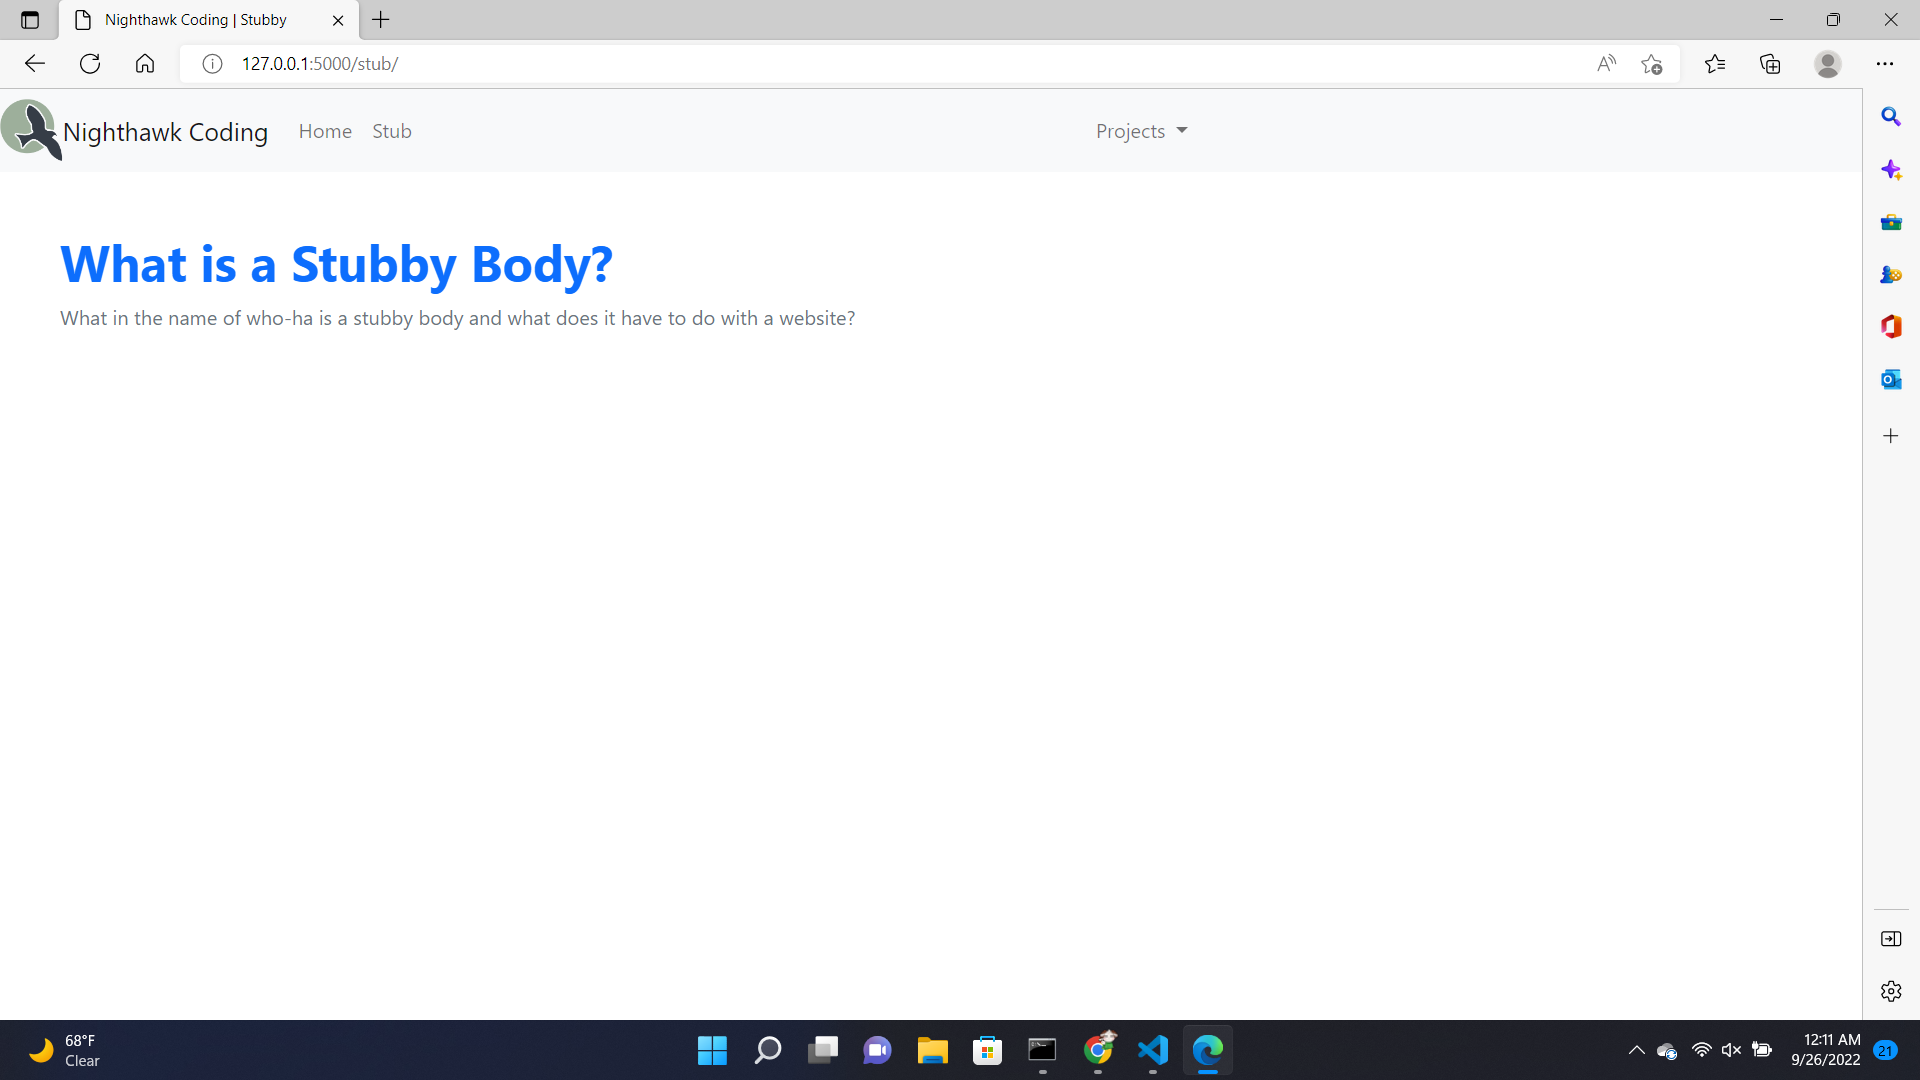 Nighthawk Coding | Stubby
127.0.0.1:5000/stub/
Nighthawk Coding
Home
Stub
Projects
What is a Stubby Body?
What in the name of who-ha is a stubby body and what does it have to do with a website?
68°F
Clear
12:11 AM
9/26/2022
21